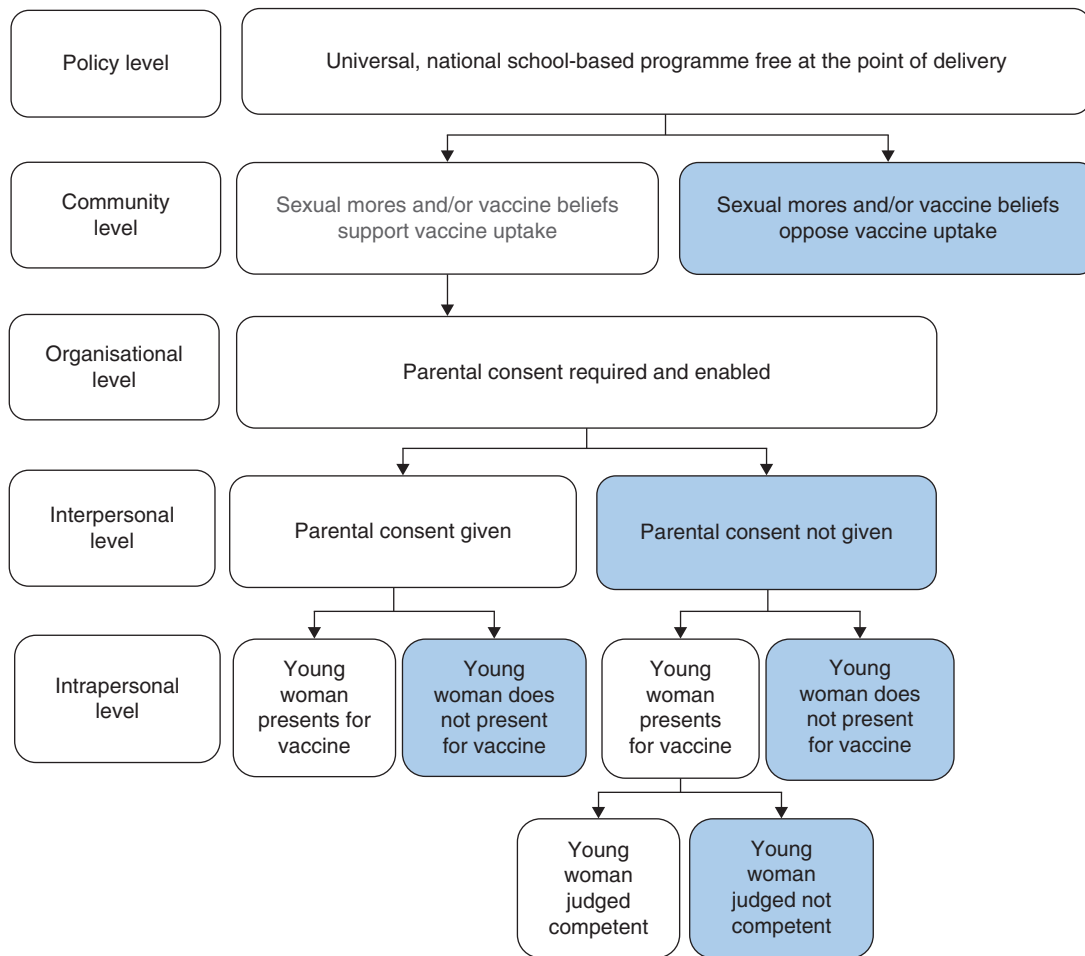 Policy level
Universal, national school-based programme free at the point of delivery
Community
level
Sexual mores and/or vaccine beliefs
support vaccine uptake
Sexual mores and/or vaccine beliefs
oppose vaccine uptake
Organisational
level
Parental consent required and enabled
Interpersonal
level
Parental consent given
Parental consent not given
Intrapersonal
level
Young
woman
presents for
vaccine
Young
woman does
not present
for vaccine
Young
woman
presents
for vaccine
Young
woman does
not present
for vaccine
Young
woman
judged
competent
Young
woman
judged not
competent